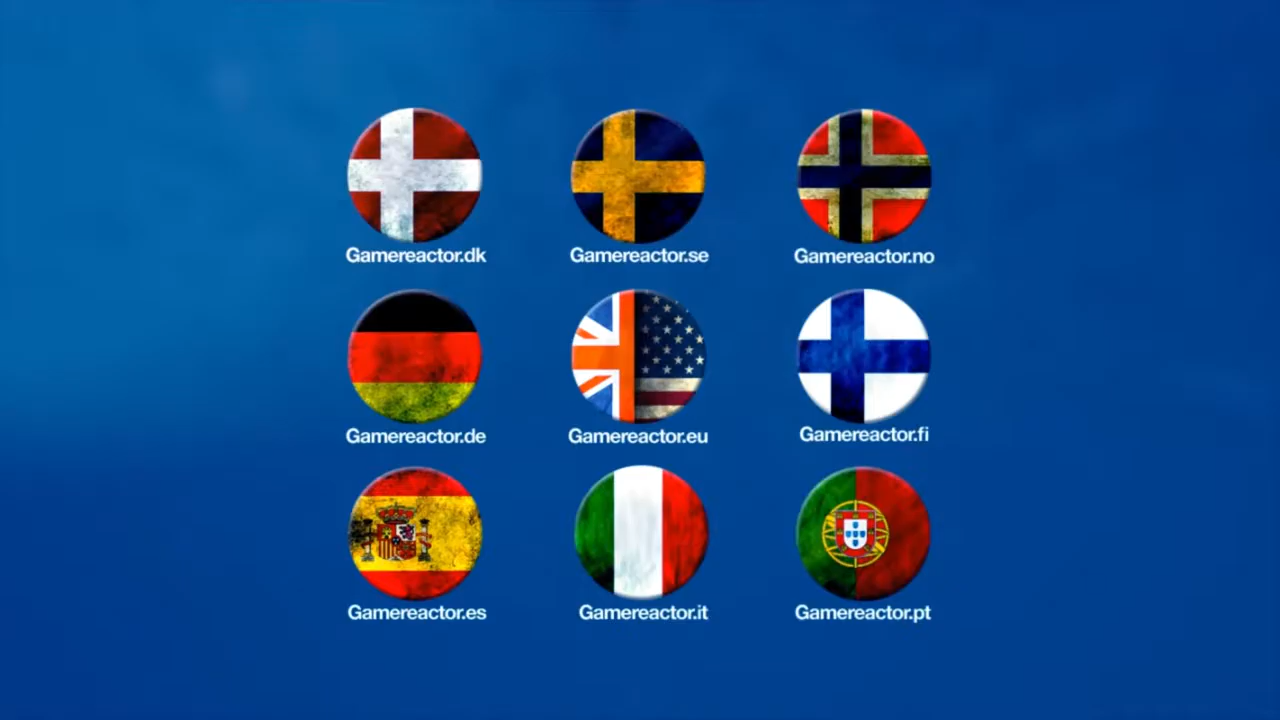 Gamereactor.dk
Gamereactor.se
Gamereactor.no
Gamereactor.de
Gamereactor.eu
Gamereactor.fi
Gamereactor.es
Gamereactor.it
Gamereactor.pt